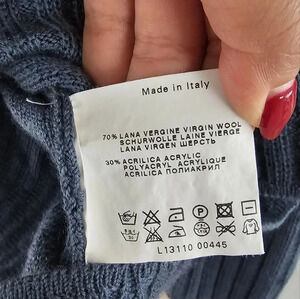 Made in Italy
70% LANA VERGINE VIRGIN WOOL
SCHURWOLLE LAINE VIERGE
LANA VIRGEN ШЕРСТЬ
30% ACRILICA ACRYLIC
POLYACRYL ACRYLIQUE
ACRILICA ПОЛИАКРИЛ
L13110 00445